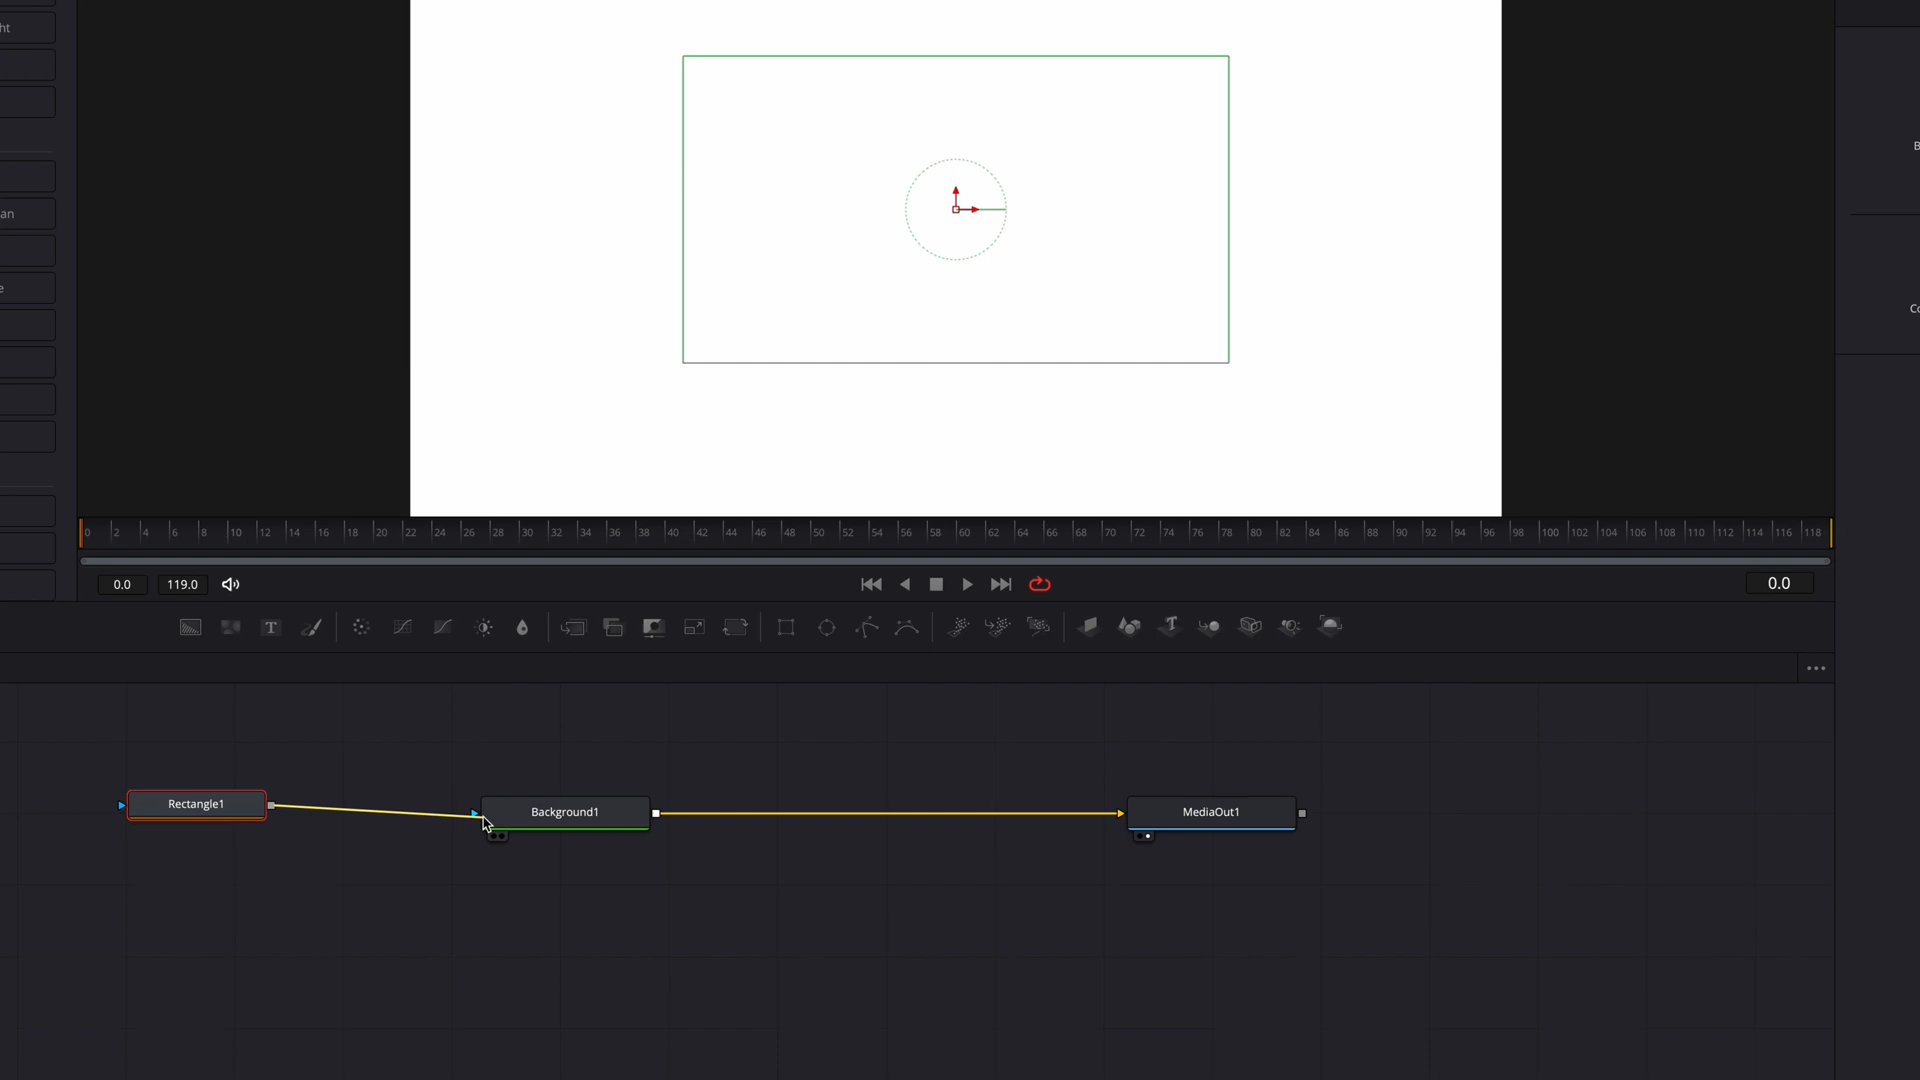 ht
an
e
B
Co
0 2 4 6 8 10 12 14 16 18 20 22 24 26 28 30 32 34 36 38 40 42 44 46 48 50 52 54 56 58 60 62 64 66 68 70 72 74 76 78 80 82 84 86 88 90 92 94 96 98 100 102 104 106 108 110 112 114 116 118
0.0 119.0 0.0
T T
Rectangle1 Background1 MediaOut1